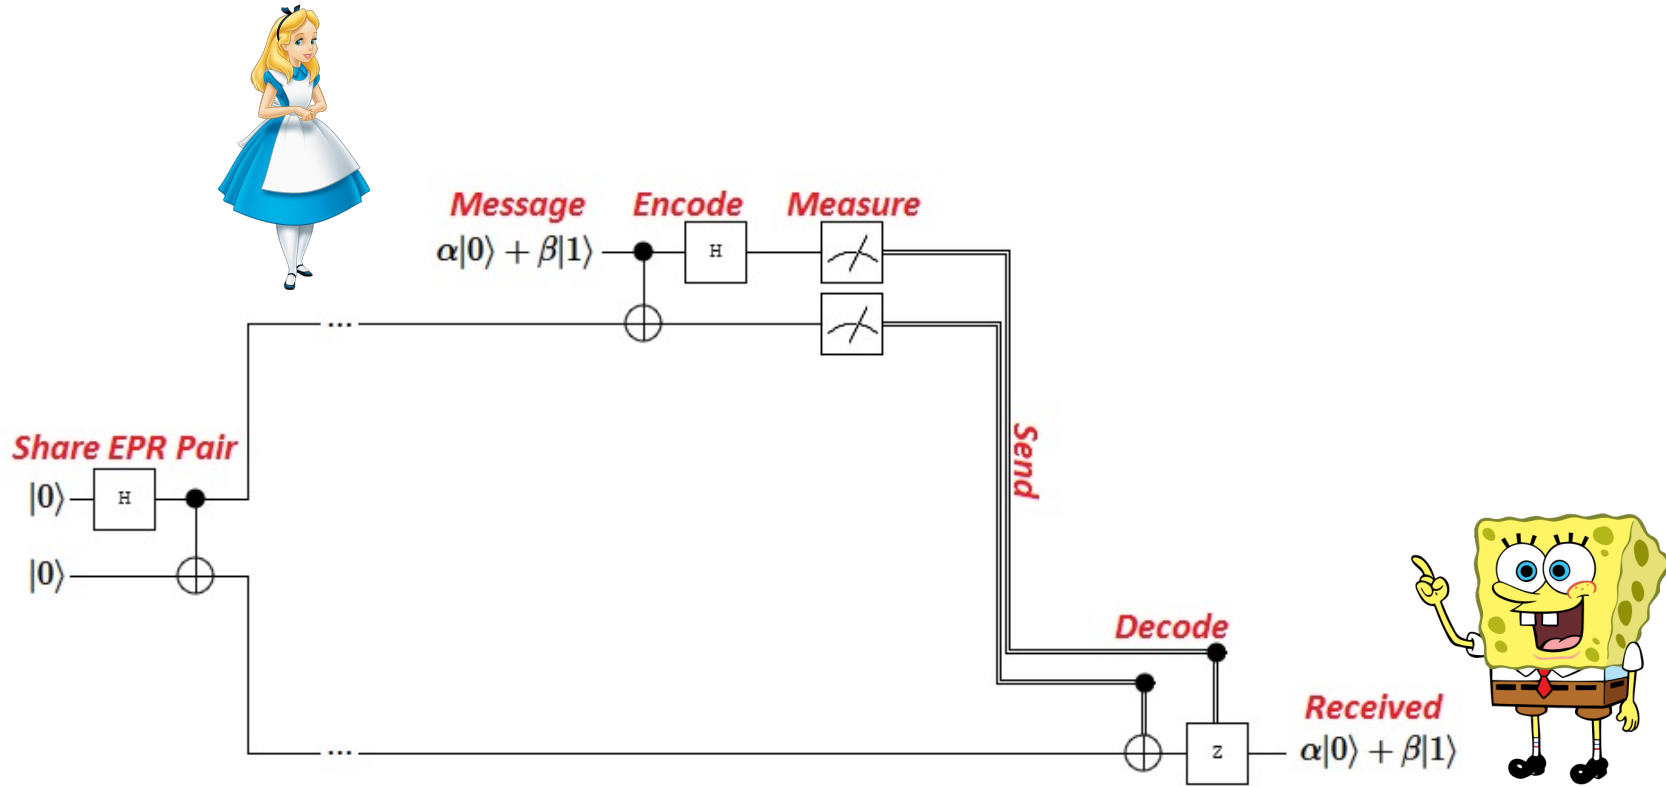 Message Encode Measure
α|0⟩ + β|1⟩ H
...
Share EPR Pair
|0⟩ H
|0⟩
Send
Decode
Received
... Z α|0⟩ + β|1⟩